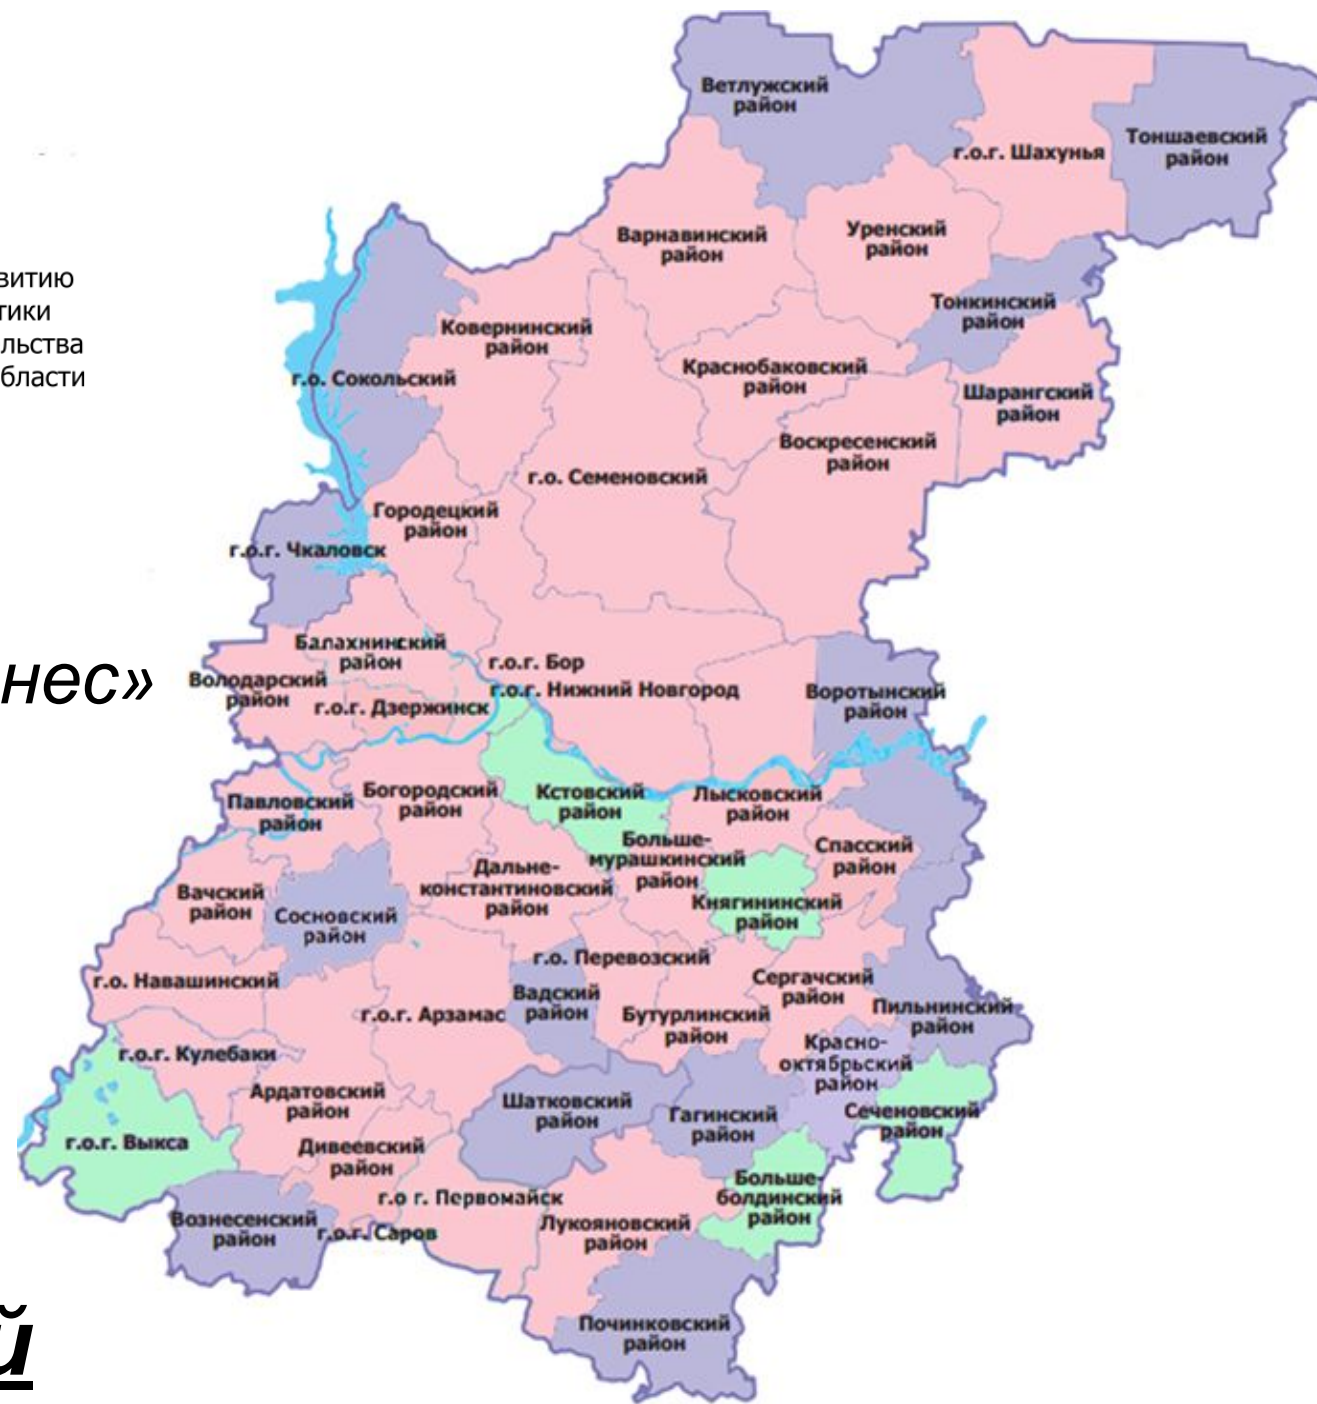 Ветлужский
район
г.о.г. Шахунья
Тоншаевский
район
Варнавинский
район
Уренский
район
витию
тики
льства
бласти
Тонкинский
район
Ковернинский
район
г.о. Сокольский
Краснобаковский
район
Шарангский
район
Воскресенский
район
г.о. Семеновский
Городецкий
район
г.о.г. Чкаловск
Балахнинский
район
нес»
Володарский
район
г.о.г. Бор
г.о.г. Нижний Новгород
г.о.г. Дзержинск
Воротынский
район
Павловский
район
Богородский
район
Кстовский
район
Лысковский
район
Больше-
мурашкинский
район
Спасский
район
Дальне-
константиновский
район
Вачский
район
Сосновский
район
Княгининский
район
г.о. Перевозский
г.о. Навашинский
Вадский
район
Сергачский
район
г.о.г. Арзамас
Бутурлинский
район
Пильнинский
район
г.о.г. Кулебаки
Красно-
октябрьский
район
Ардатовский
район
Шатковский
район
Гагинский
район
Сеченовский
район
г.о.г. Выкса
Дивеевский
район
Больше-
болдинский
район
г.о г. Первомайск
Вознесенский
район
г.о.г. Саров
Лукояновский
район
Починковский
район
й